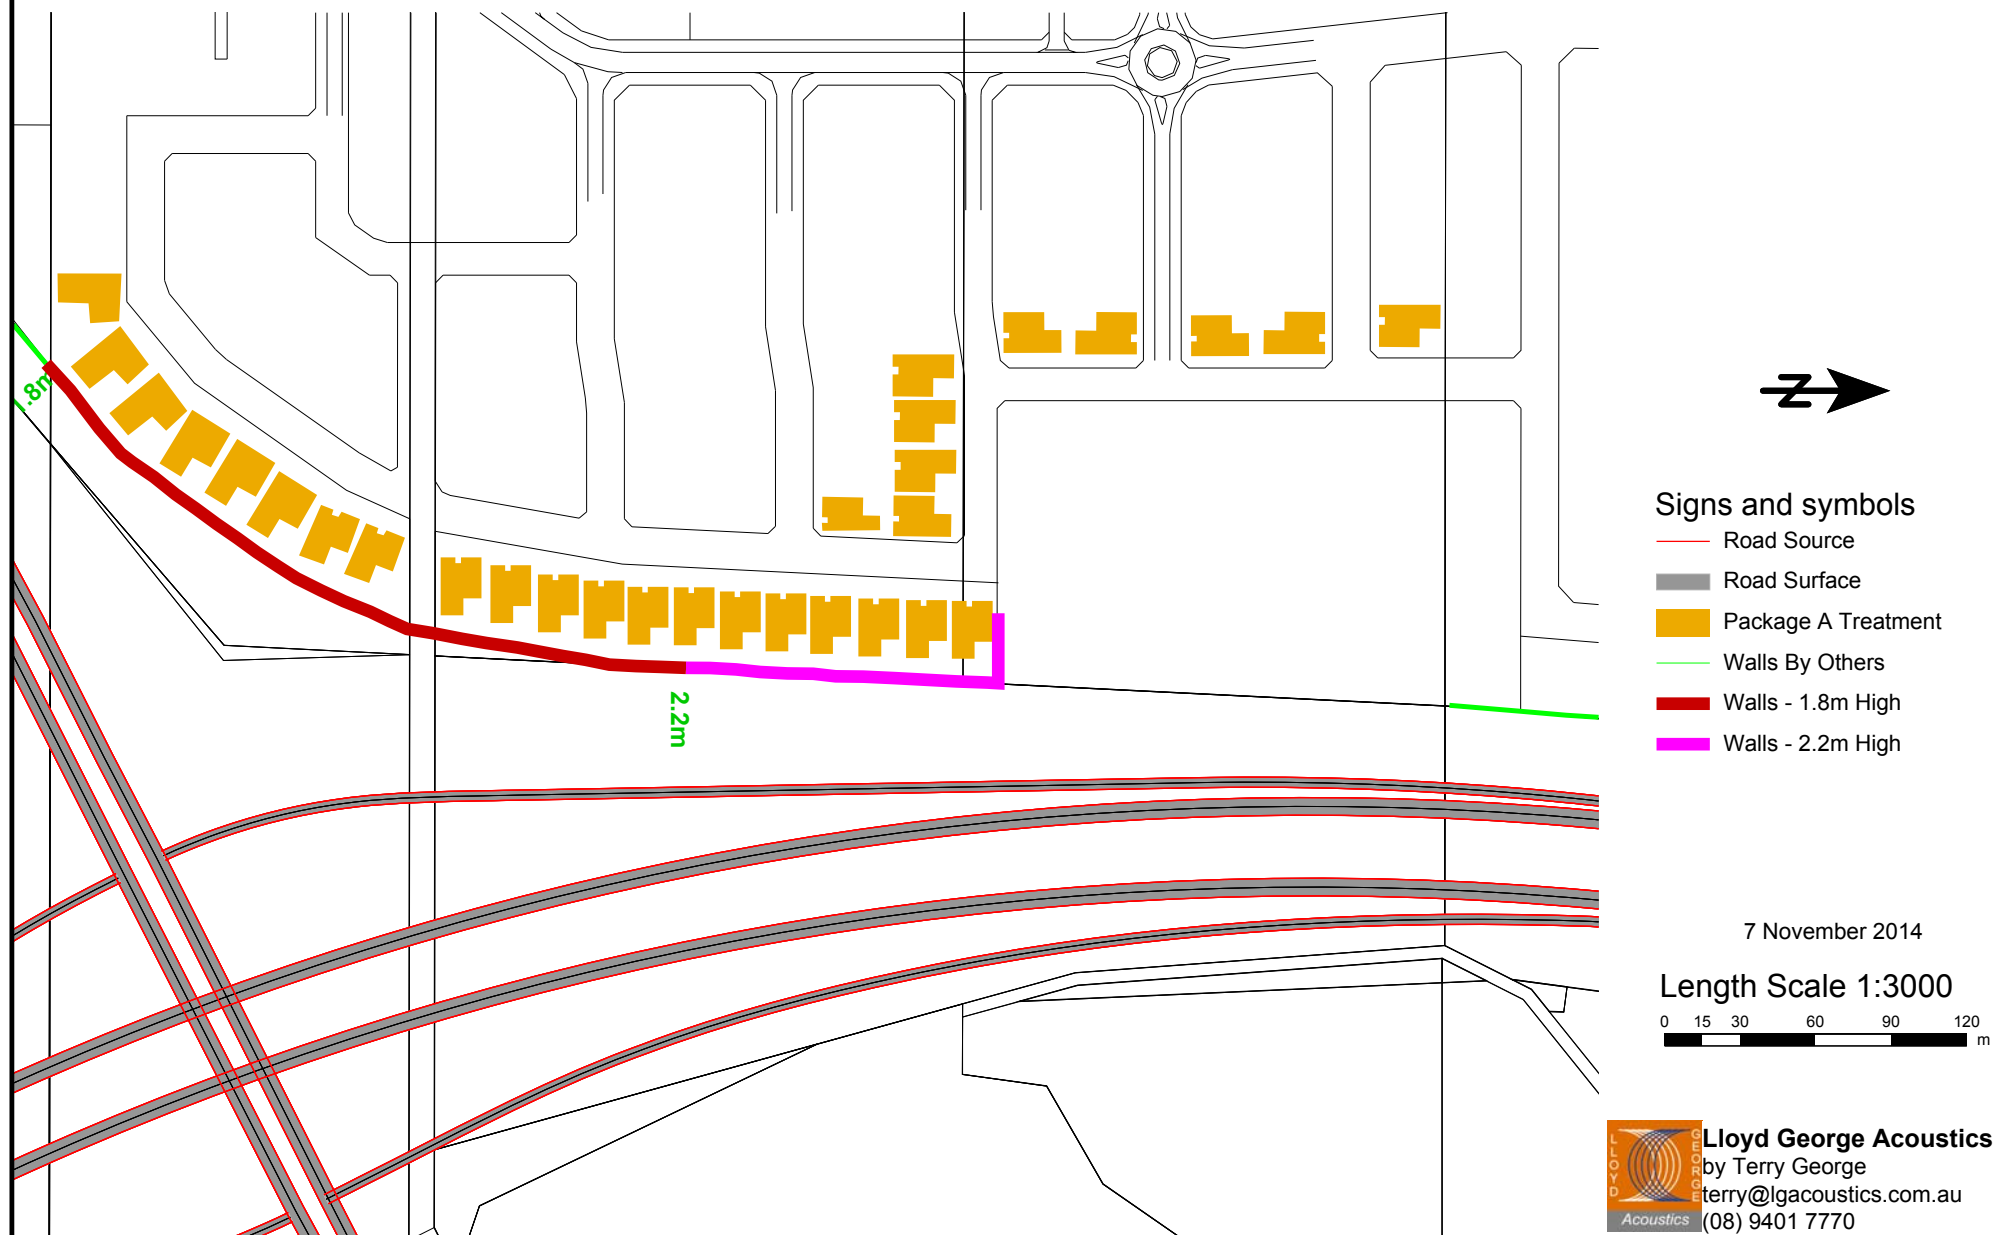 .8m
2.2m
Z
Signs and symbols
Road Source
Road Surface
Package A Treatment
Walls By Others
Walls - 1.8m High
Walls - 2.2m High
7 November 2014
Length Scale 1:3000
0 15 30 60 90 120
m
LLOYD
GEORGE
Acoustics
Lloyd George Acoustics
by Terry George
terry@lgacoustics.com.au
(08) 9401 7770